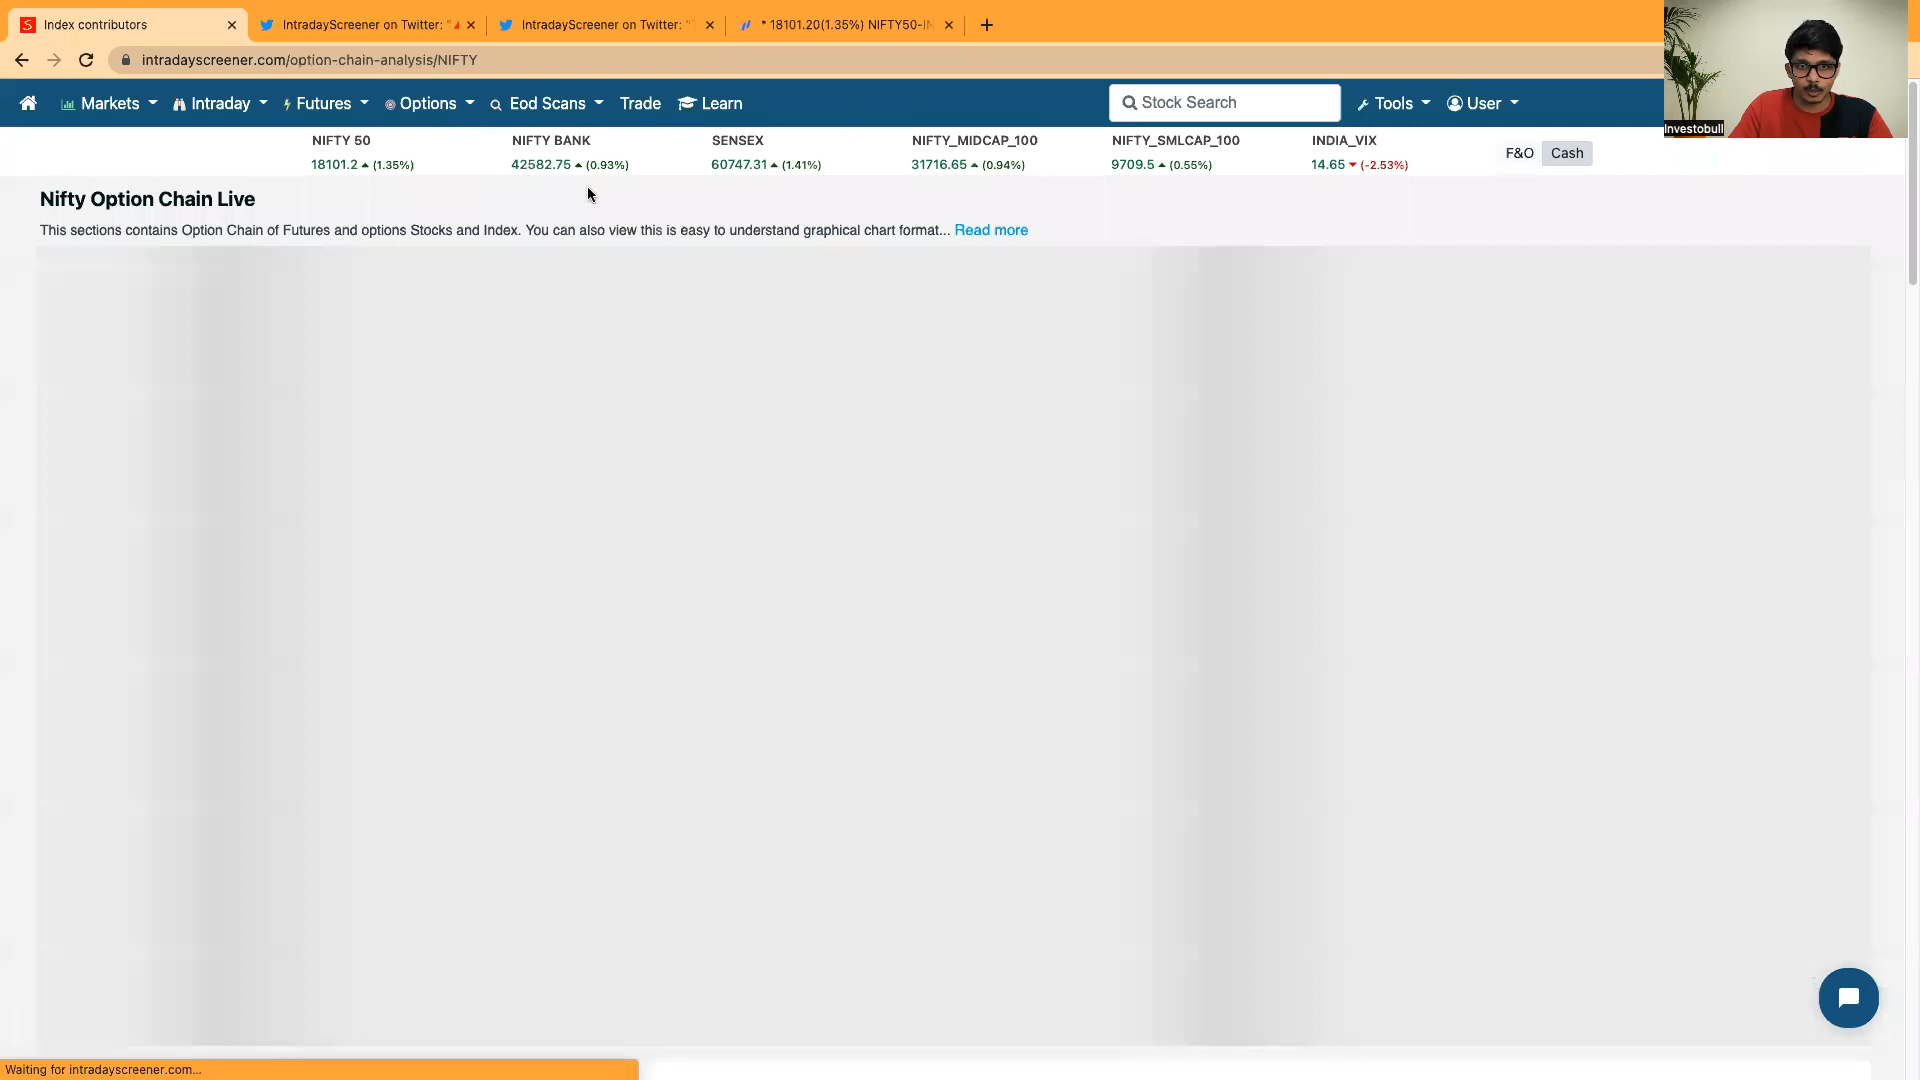 Index contributors
IntradayScreener on Twitter: "
IntradayScreener on Twitter: "
* 18101.20(1.35%) NIFTY50-IN
intradayscreener.com/option-chain-analysis/NIFTY
Markets Intraday Futures Options Eod Scans Trade Learn Stock Search Tools User
Investobull
NIFTY 50 NIFTY BANK SENSEX NIFTY_MIDCAP_100 NIFTY_SMLCAP_100 INDIA_VIX
18101.2 (1.35%) 42582.75 (0.93%) 60747.31 (1.41%) 31716.65 (0.94%) 9709.5 (0.55%) 14.65 (-2.53%)
F&O Cash
Nifty Option Chain Live
This sections contains Option Chain of Futures and options Stocks and Index. You can also view this is easy to understand graphical chart format... Read more
Waiting for intradayscreener.com...